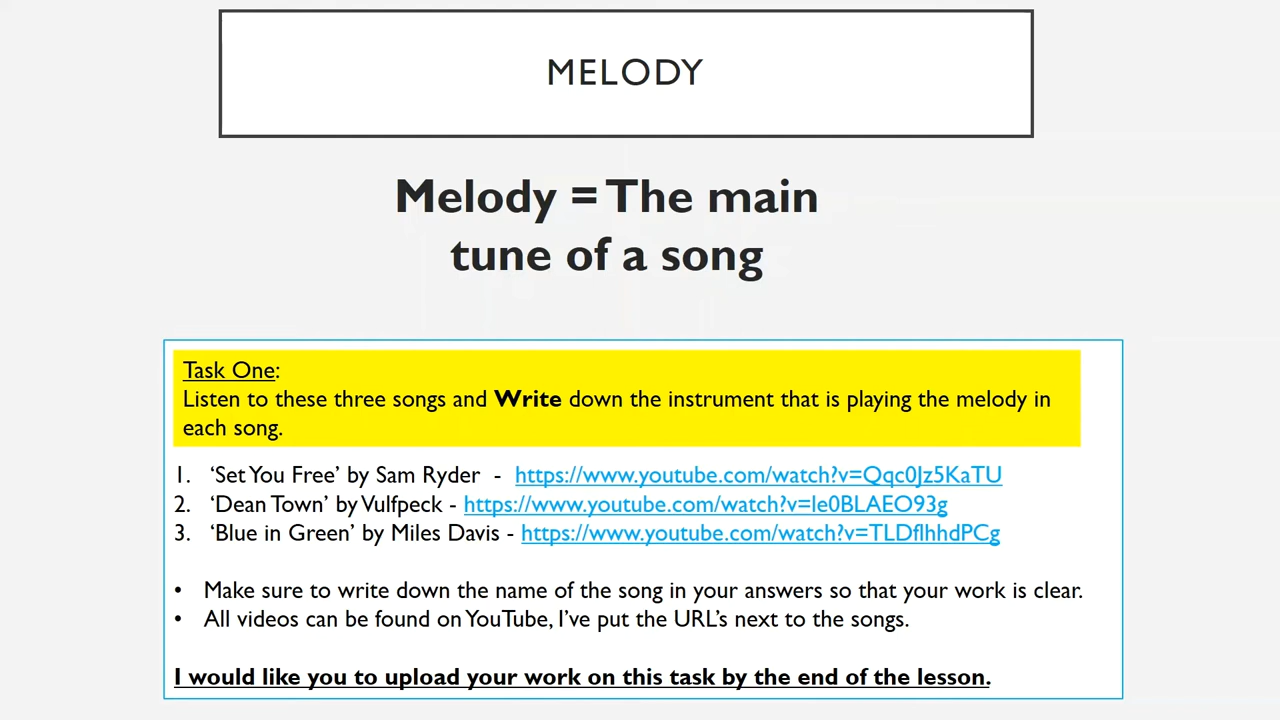 MELODY
Melody = The main
tune of a song
Task One:
Listen to these three songs and Write down the instrument that is playing the melody in
each song.
1. ‘Set You Free’ by Sam Ryder - https://www.youtube.com/watch?v=Qqc0Jz5KaTU
2. ‘Dean Town’ by Vulfpeck - https://www.youtube.com/watch?v=le0BLAEO93g
3. ‘Blue in Green’ by Miles Davis - https://www.youtube.com/watch?v=TLDflhhdPCg
• Make sure to write down the name of the song in your answers so that your work is clear.
• All videos can be found on YouTube, I’ve put the URL’s next to the songs.
I would like you to upload your work on this task by the end of the lesson.